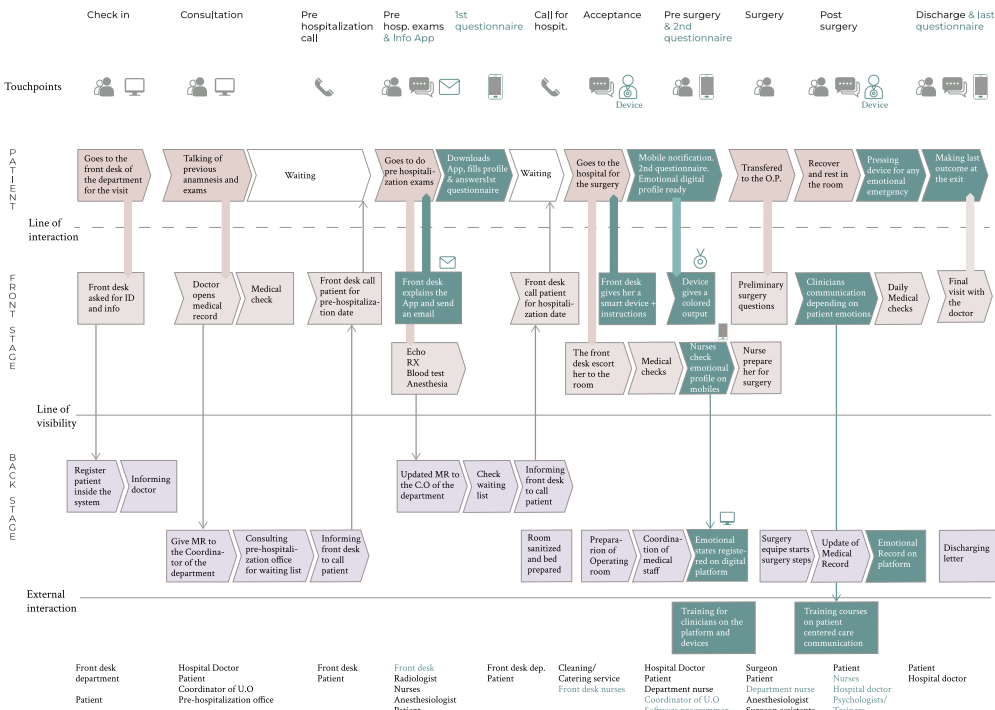 Check in
Consultation
Pre
hospitalization
call
Pre
hosp. exams
& Info App
1st
questionnaire
Call for
hospit.
Acceptance
Pre surgery
& 2nd
questionnaire
Surgery
Post
surgery
Discharge & last
questionnaire
Touchpoints
Device
Device
PATIENT
Goes to the
front desk of
the department
for the visit
Talking of
previous
anamnesis and
exams
Waiting
Goes to do
pre hospitali-
zation exams
Downloads
App, fills profile
& answers1st
questionnaire
Waiting
Goes to the
hospital for
the surgery
Mobile notification.
2nd questionnaire.
Emotional digital
profile ready
Transfered
to the O.P.
Recover
and rest in
the room
Pressing
device for any
emotional
emergency
Making last
outcome at
the exit
Line of
interaction
FRONT STAGE
Front desk
asked for ID
and info
Doctor
opens
medical
record
Medical
check
Front desk call
patient for
pre-hospitaliza-
tion date
Front desk
explains the
App and send
an email
Front desk
call patient
for hospitali-
zation date
Front desk
gives her a
smart device +
instructions
Device
gives a
colored
output
Preliminary
surgery
questions
Clinicians
communication
depending on
patient emotions
Daily
Medical
checks
Final
visit with
the
doctor
Echo
RX
Blood test
Anesthesia
The front
desk escort
her to the
room
Medical
checks
Nurses
check
emotional
profile on
mobiles
Nurse
prepare
her for
surgery
Line of
visibility
BACK STAGE
Register
patient
inside the
system
Informing
doctor
Updated MR to
the C.O of the
department
Check
waiting
list
Informing
front desk
to call
patient
Give MR to
the Coordina-
tor of the
department
Consulting
pre-hospitali-
zation office
for waiting list
Informing
front desk
to call
patient
Room
sanitized
and bed
prepared
Prepara-
rion of
Operating
room
Coordina-
tion of
medical
staff
Emotional
states registe-
red on digital
platform
Surgery
equipe starts
surgery steps
Update of
Medical
Record
Emotional
Record on
platform
Discharging
letter
External
interaction
Training for
clinicians on the
platform and
devices
Training courses
on patient
centered care
communication
Front desk
department
Patient
Hospital Doctor
Patient
Coordinator of U.O
Pre-hospitalization office
Front desk
Patient
Front desk
Radiologist
Nurses
Anesthesiologist
Patient
Front desk dep.
Patient
Cleaning/
Catering service
Front desk nurses
Hospital Doctor
Patient
Department nurse
Coordinator of U.O
Software programmer
Surgeon
Patient
Department nurse
Anesthesiologist
Surgeon assistants
Patient
Nurses
Hospital doctor
Psychologists/
Trainers
Patient
Hospital doctor